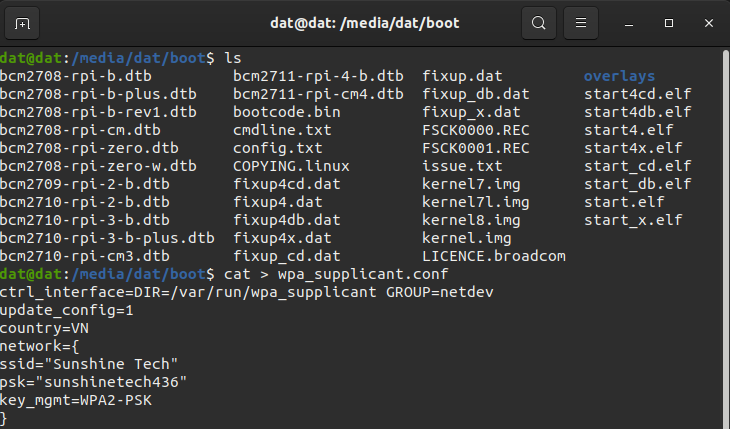 dat@dat: /media/dat/boot
dat@dat:/media/dat/boot$ ls
bcm2708-rpi-b.dtb bcm2711-rpi-4-b.dtb fixup.dat overlays
bcm2708-rpi-b-plus.dtb bcm2711-rpi-cm4.dtb fixup_db.dat start4cd.elf
bcm2708-rpi-b-rev1.dtb bootcode.bin fixup_x.dat start4db.elf
bcm2708-rpi-cm.dtb cmdline.txt FSCK0000.REC start4.elf
bcm2708-rpi-zero.dtb config.txt FSCK0001.REC start4x.elf
bcm2708-rpi-zero-w.dtb COPYING.linux issue.txt start_cd.elf
bcm2709-rpi-2-b.dtb fixup4cd.dat kernel7.img start_db.elf
bcm2710-rpi-2-b.dtb fixup4.dat kernel7l.img start.elf
bcm2710-rpi-3-b.dtb fixup4db.dat kernel8.img start_x.elf
bcm2710-rpi-3-b-plus.dtb fixup4x.dat kernel.img
bcm2710-rpi-cm3.dtb fixup_cd.dat LICENCE.broadcom
dat@dat:/media/dat/boot$ cat > wpa_supplicant.conf
ctrl_interface=DIR=/var/run/wpa_supplicant GROUP=netdev
update_config=1
country=VN
network={
ssid="Sunshine Tech"
psk="sunshinetech436"
key_mgmt=WPA2-PSK
}